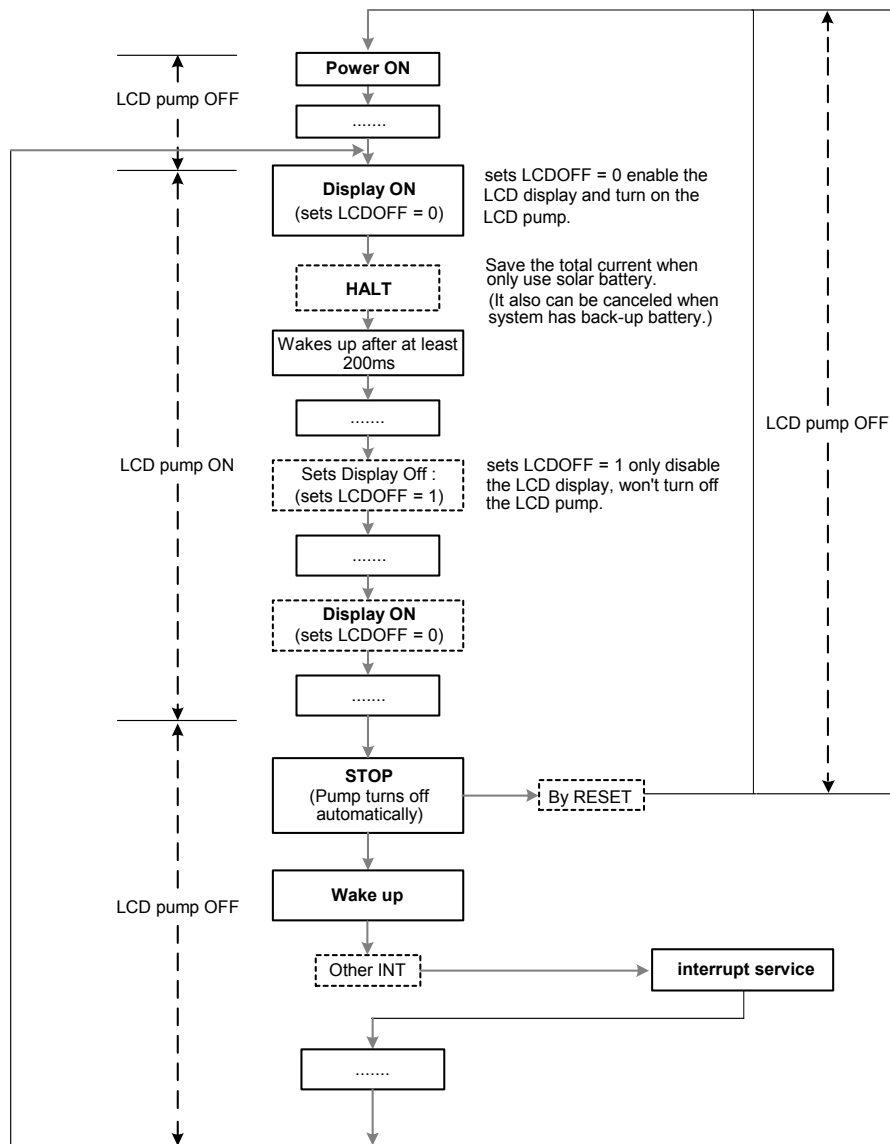 Power ON
LCD pump OFF
.......
Display ON
(sets LCDOFF = 0)
sets LCDOFF = 0 enable the
LCD display and turn on the
LCD pump.
HALT
Save the total current when
only use solar battery.
(It also can be canceled when
system has back-up battery.)
Wakes up after at least
200ms
.......
LCD pump OFF
LCD pump ON
Sets Display Off :
(sets LCDOFF = 1)
sets LCDOFF = 1 only disable
the LCD display, won't turn off
the LCD pump.
.......
Display ON
(sets LCDOFF = 0)
.......
STOP
(Pump turns off
automatically)
By RESET
Wake up
LCD pump OFF
Other INT
interrupt service
.......